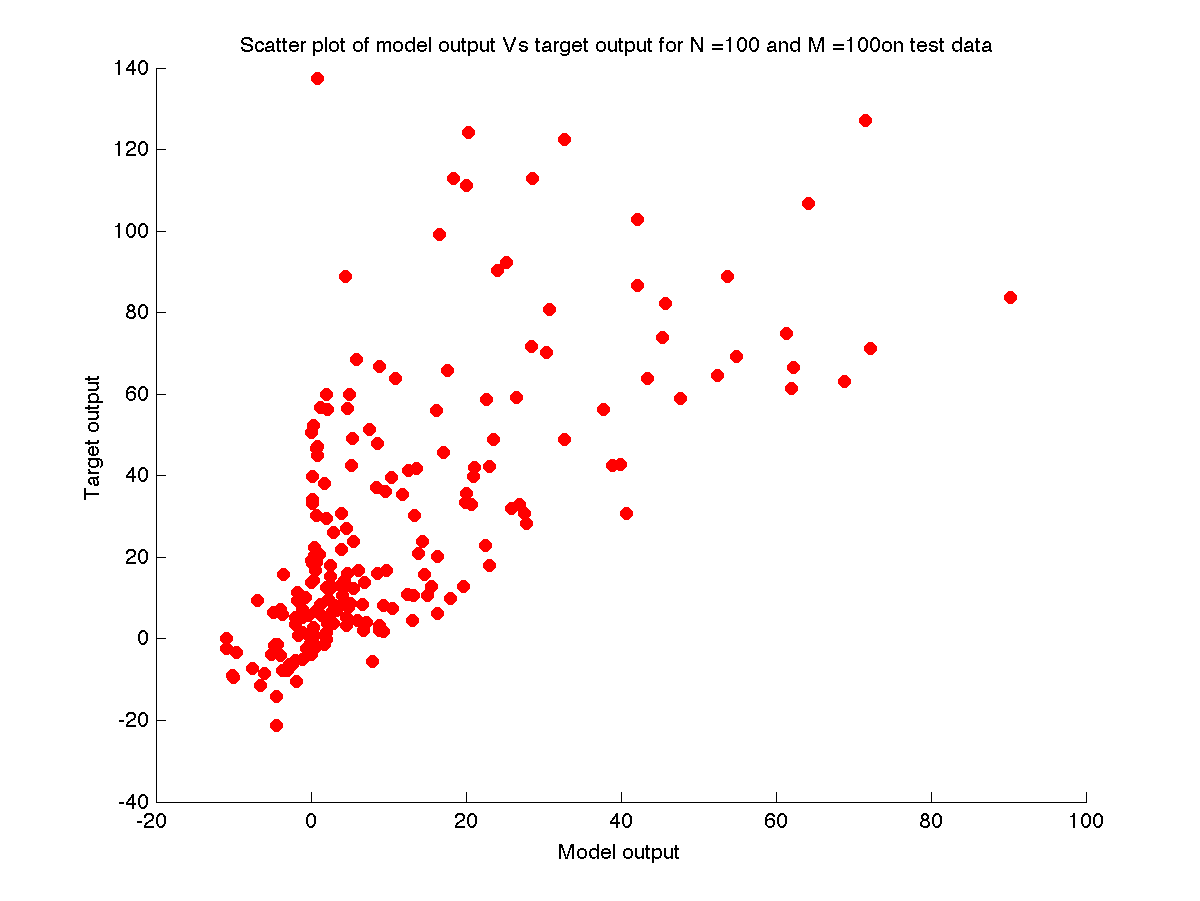 Scatter plot of model output Vs target output for N =100 and M =100on test data
140
120
100
80
60
40
20
0
-20
-40
Target output
-20 0 20 40 60 80 100
Model output